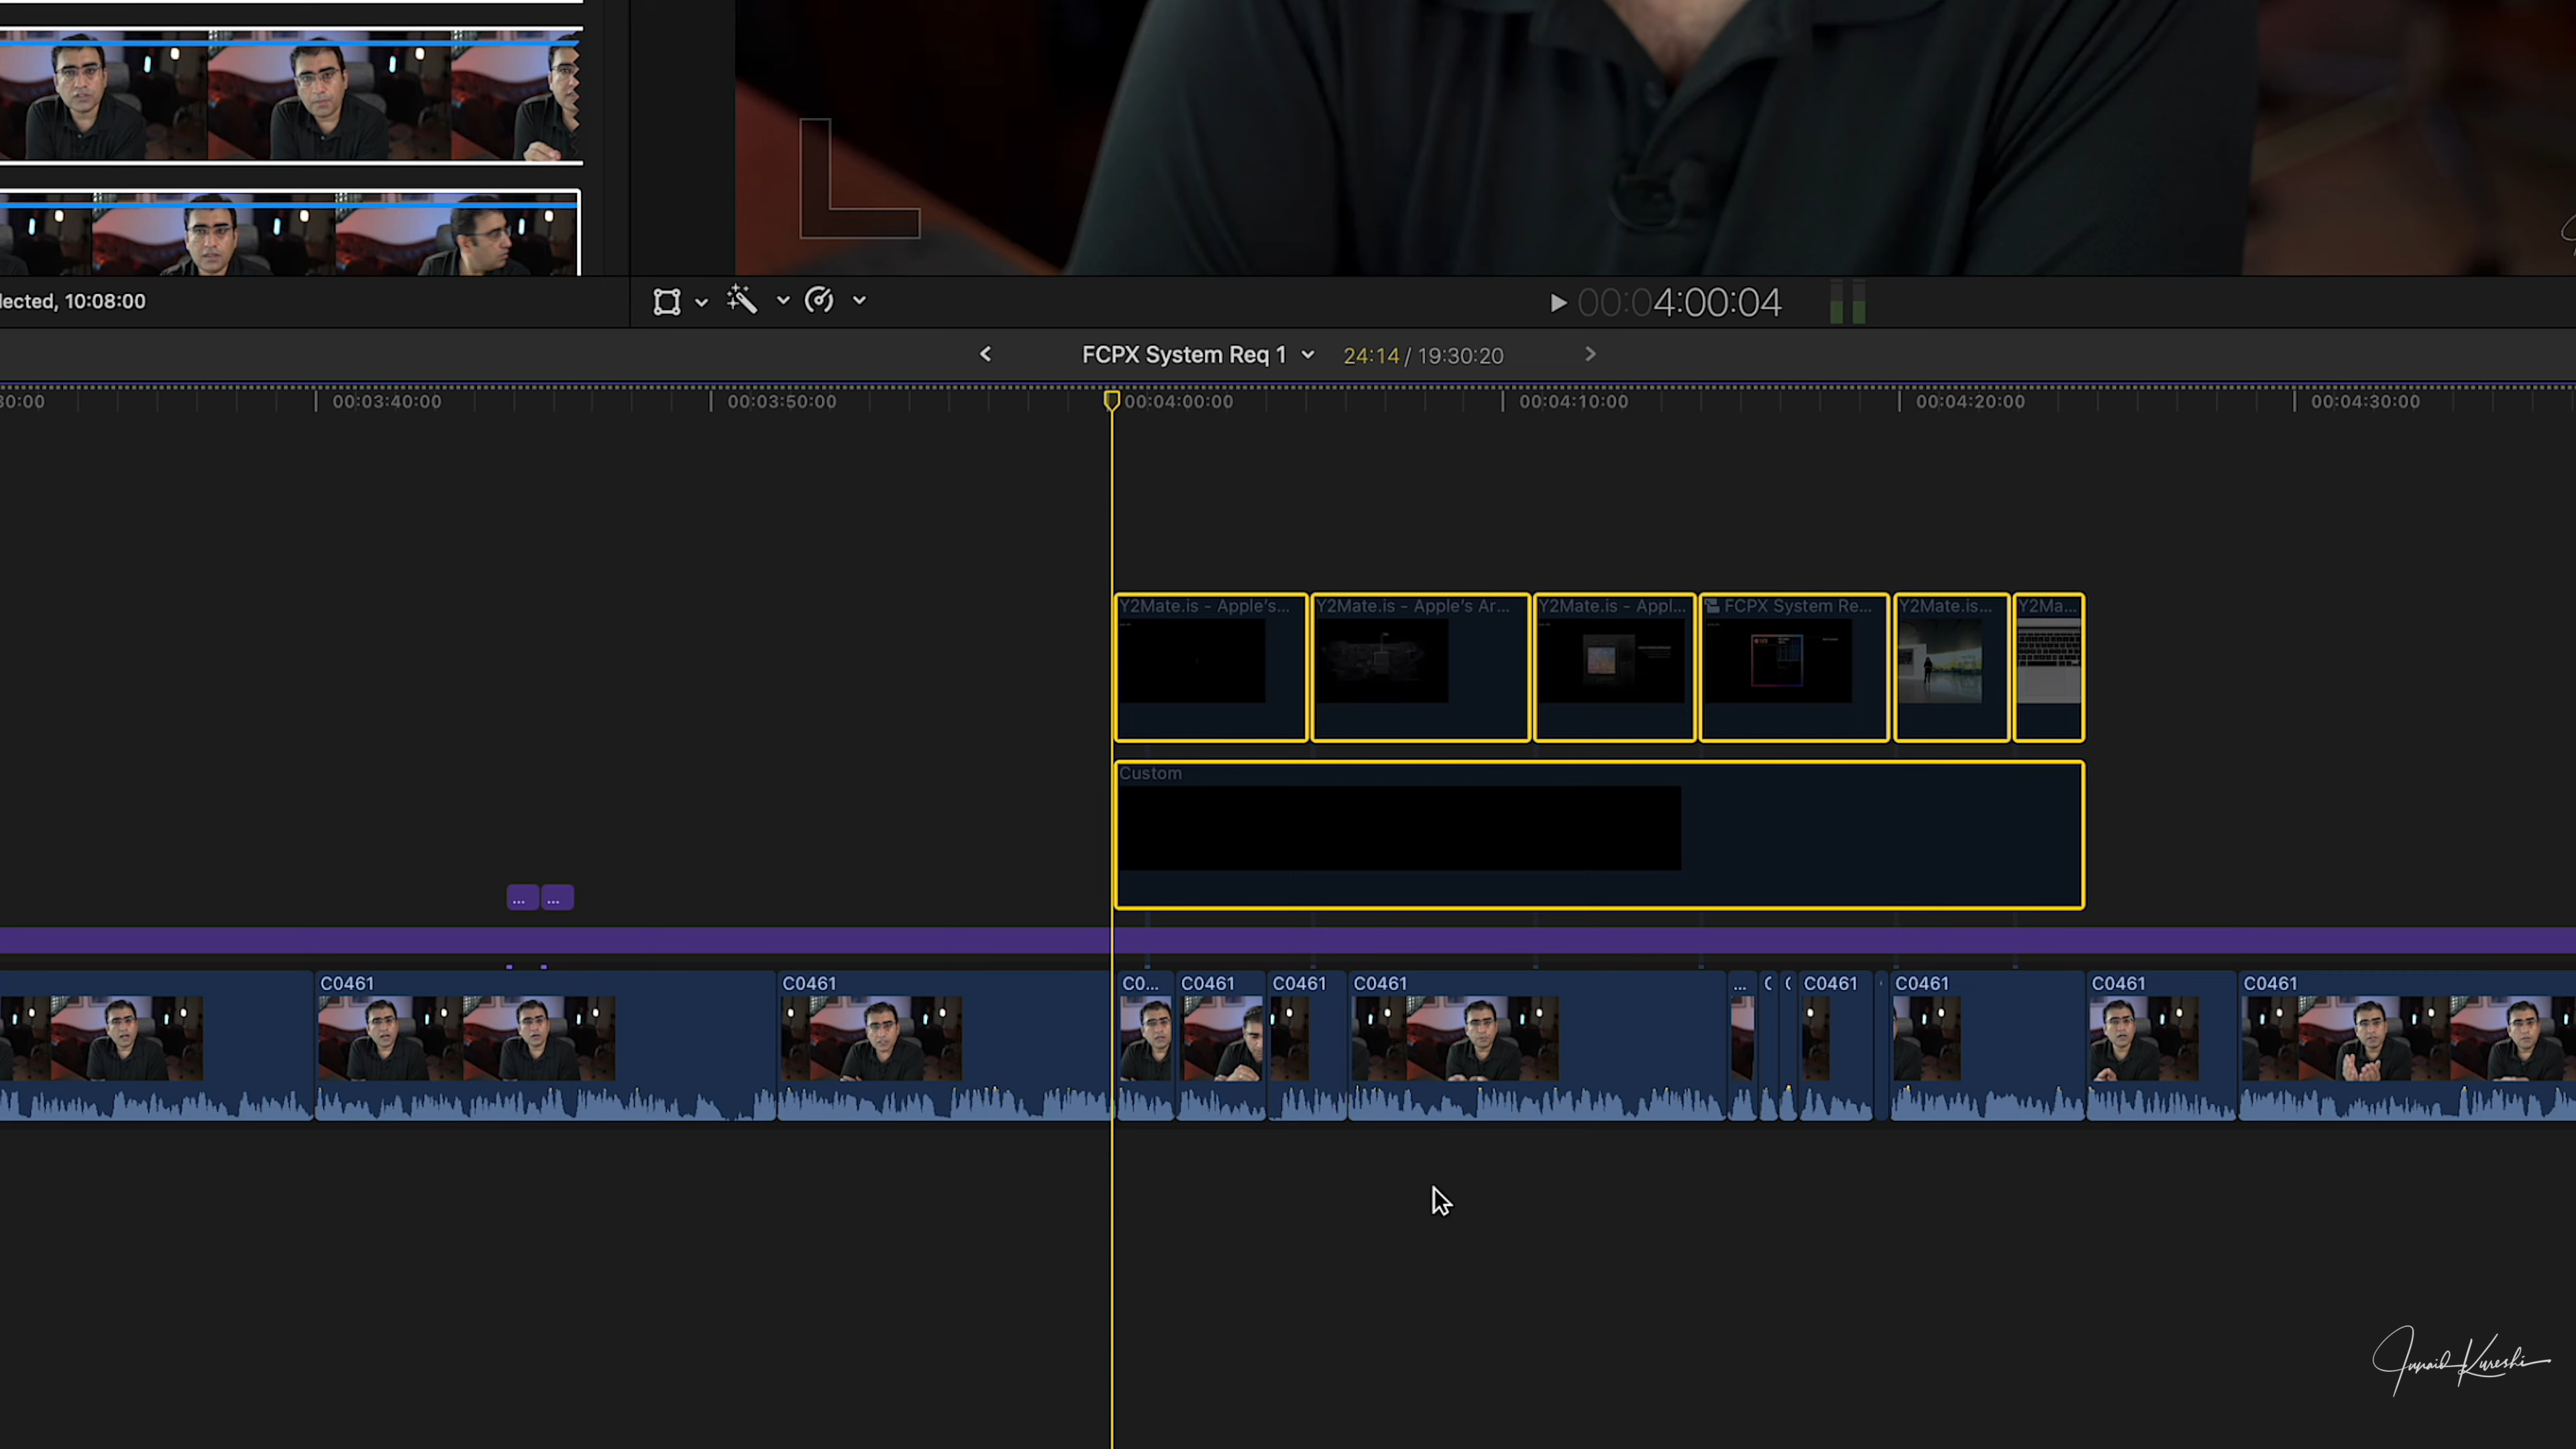 lected, 10:08:00
00:04:00:04
FCPX System Req 1
24:14 / 19:30:20
30:00
00:03:40:00
00:03:50:00
00:04:00:00
00:04:10:00
00:04:20:00
00:04:30:00
Y2Mate.is - Apple's...
Y2Mate.is - Apple's Ar...
Y2Mate.is - Appl...
FCPX System Re...
Y2Mate.is...
Y2Ma...
Custom
...
...
C0461
C0461
C0...
C0461
C0461
C0461
...
C
C
C0461
C0461
C0461
C0461
Junaid Kureshi